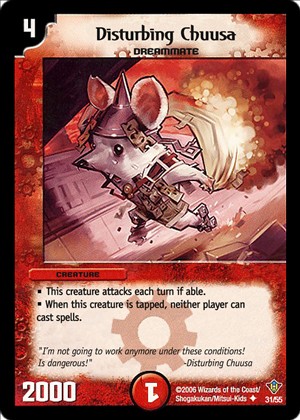 4
Disturbing Chuusa
DREAMMATE
CREATURE
▪ This creature attacks each turn if able.
▪ When this creature is tapped, neither player can
cast spells.
"I'm not going to work anymore under these conditions!
Is dangerous!" -Disturbing Chuusa
2000
1
©2006 Wizards of the Coast/
Shogakukan/Mitsui-Kids
31/55